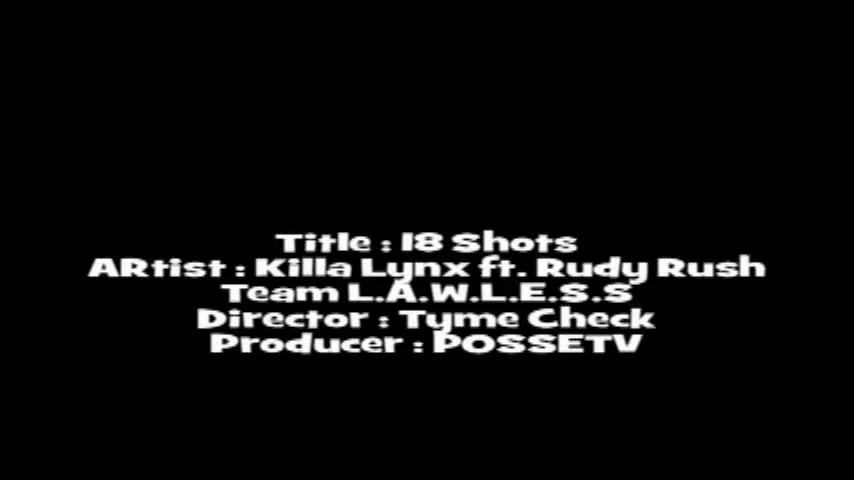 Title : 18 Shots
ARtist : Killa Lynx ft. Rudy Rush
Team L.A.W.L.E.S.S
Director : Tyme Check
Producer : POSSETV